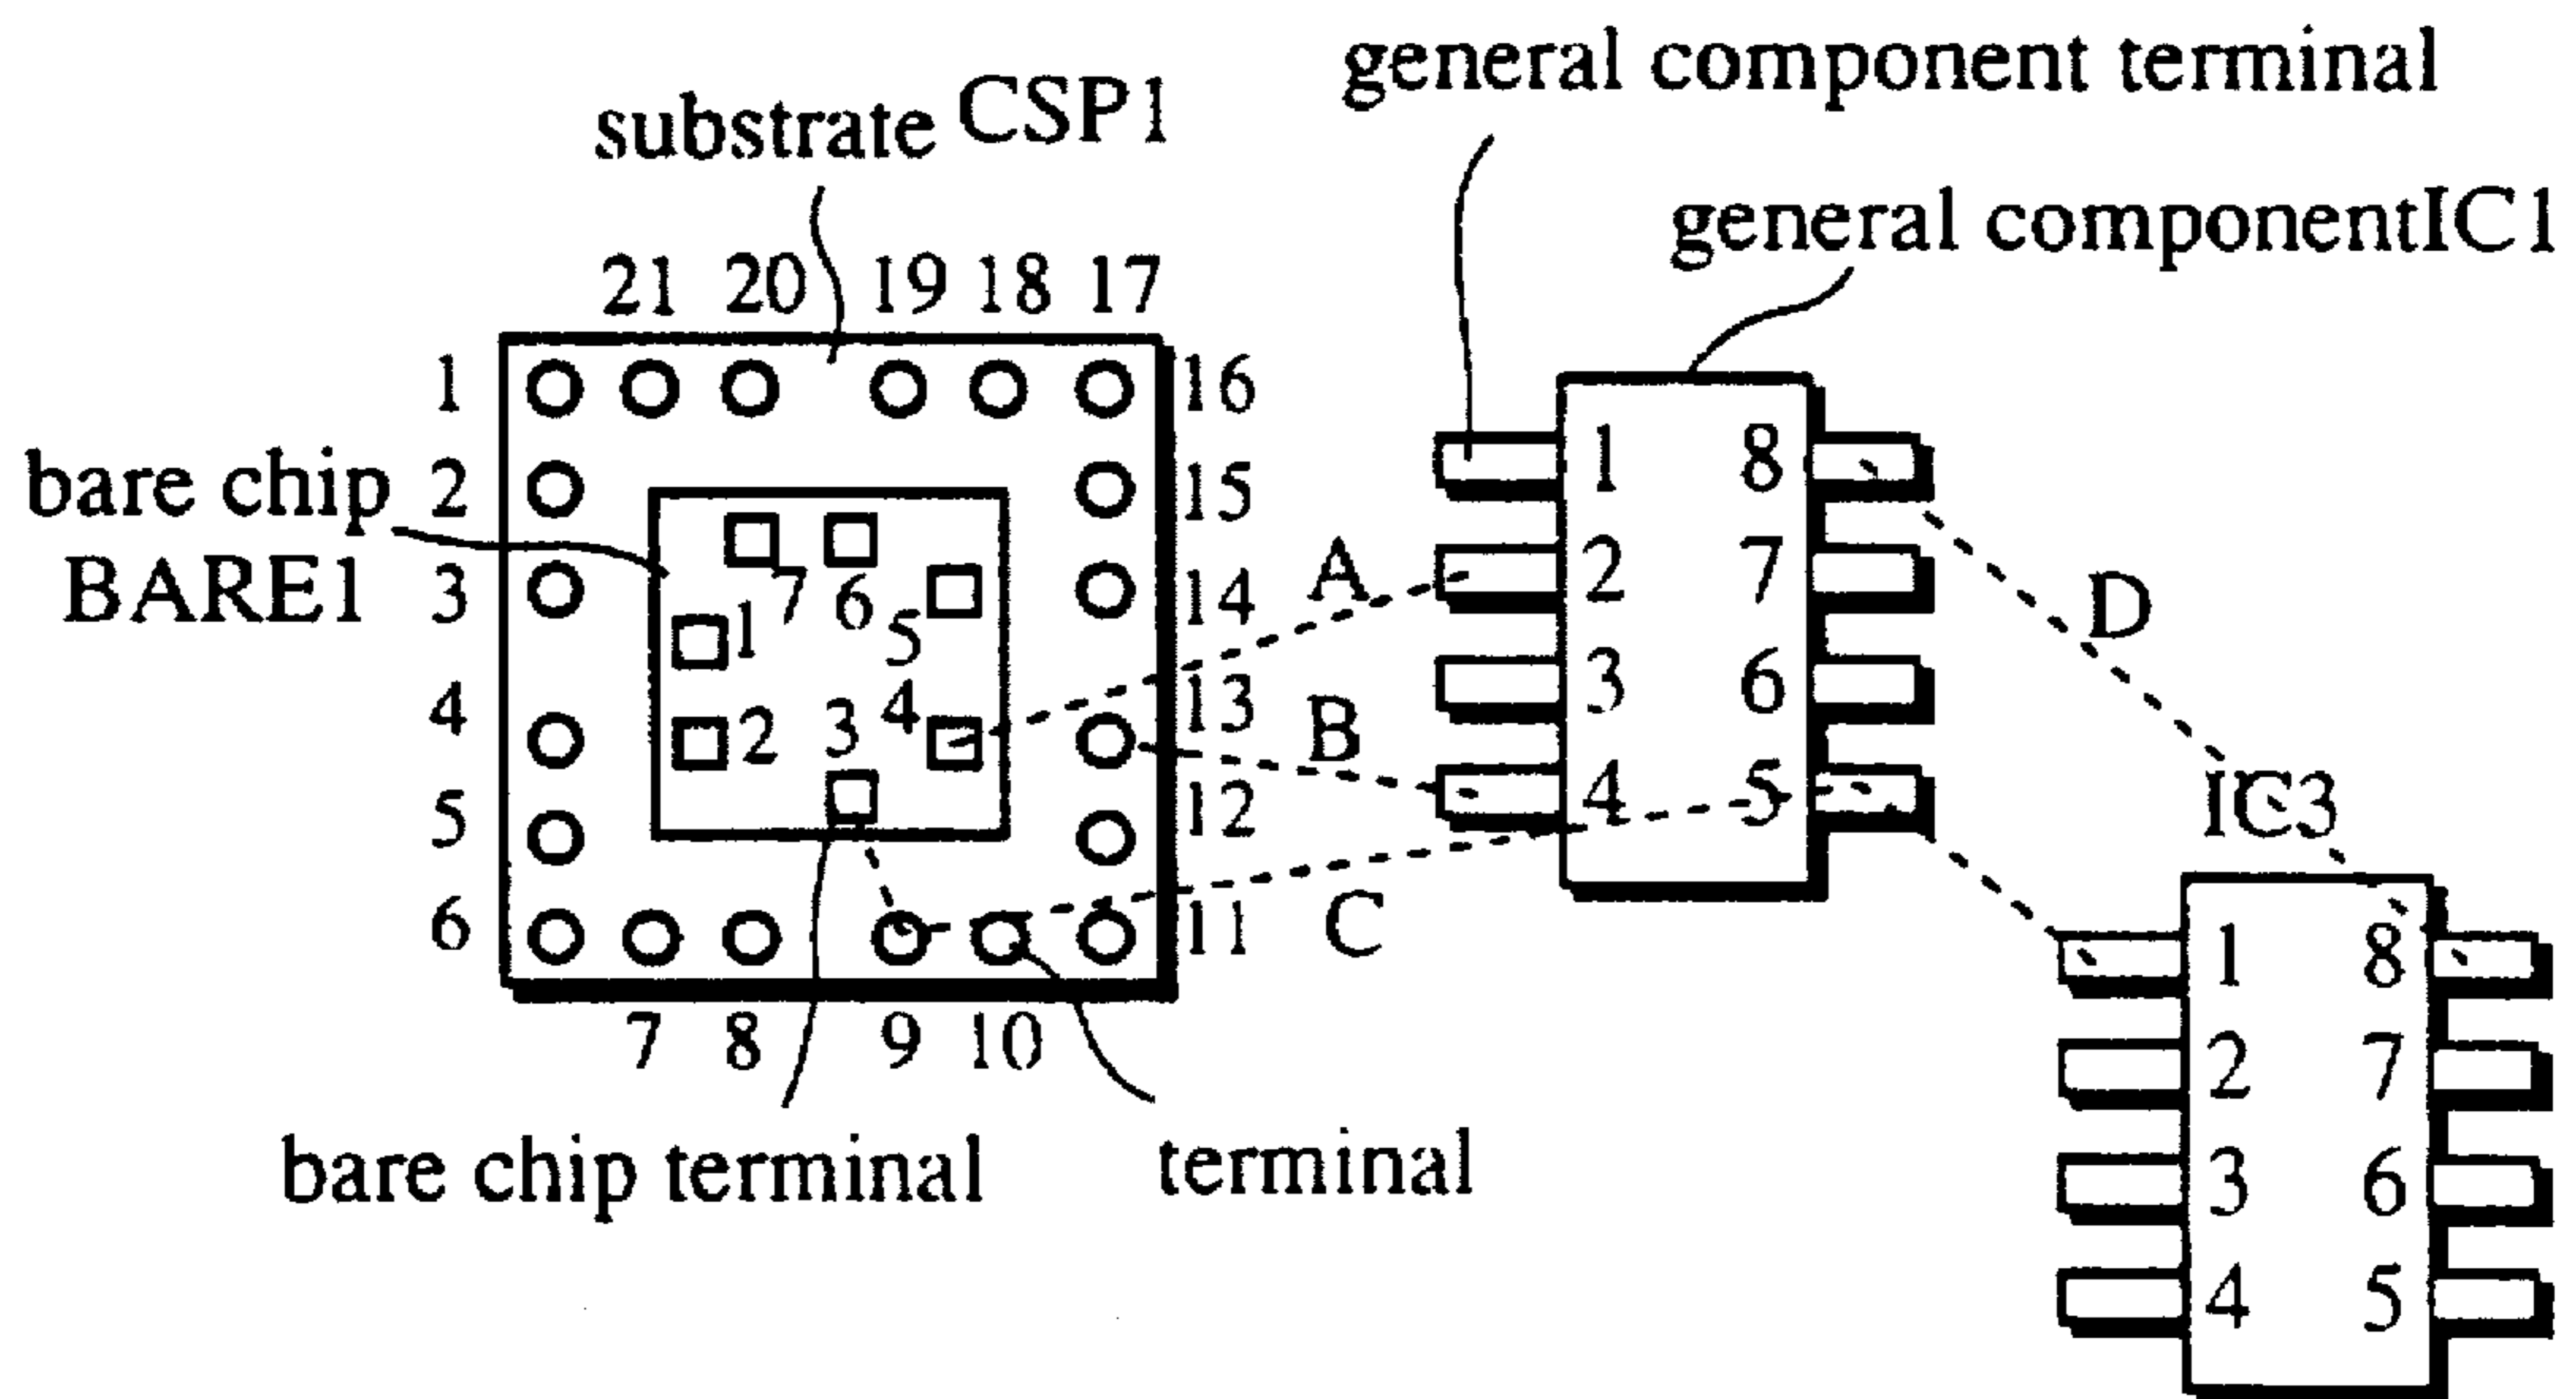 general component terminal
substrate CSP1
general componentIC1
21 20 19 18 17
1 16
bare chip
BARE1
2 15
3 14
4 13
5 12
6 11
7 8 9 10
7 6
1 5
2 3 4
A
B
C
D
1 8
2 7
3 6
4 5
IC3
1 8
2 7
3 6
4 5
bare chip terminal
terminal